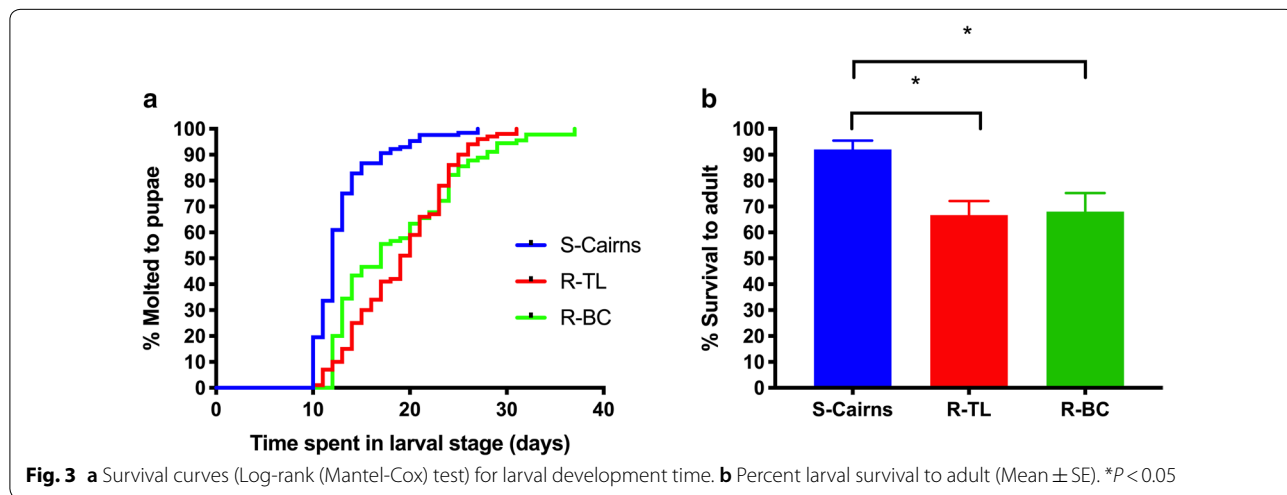 a
b
*
*
100
90
80
70
60
50
40
30
20
10
0
% Molted to pupae
S-Cairns
R-TL
R-BC
0 10 20 30 40
Time spent in larval stage (days)
100
90
80
70
60
50
40
30
20
10
0
% Survival to adult
S-Cairns R-TL R-BC
Fig. 3 a Survival curves (Log-rank (Mantel-Cox) test) for larval development time. b Percent larval survival to adult (Mean ± SE). *P < 0.05